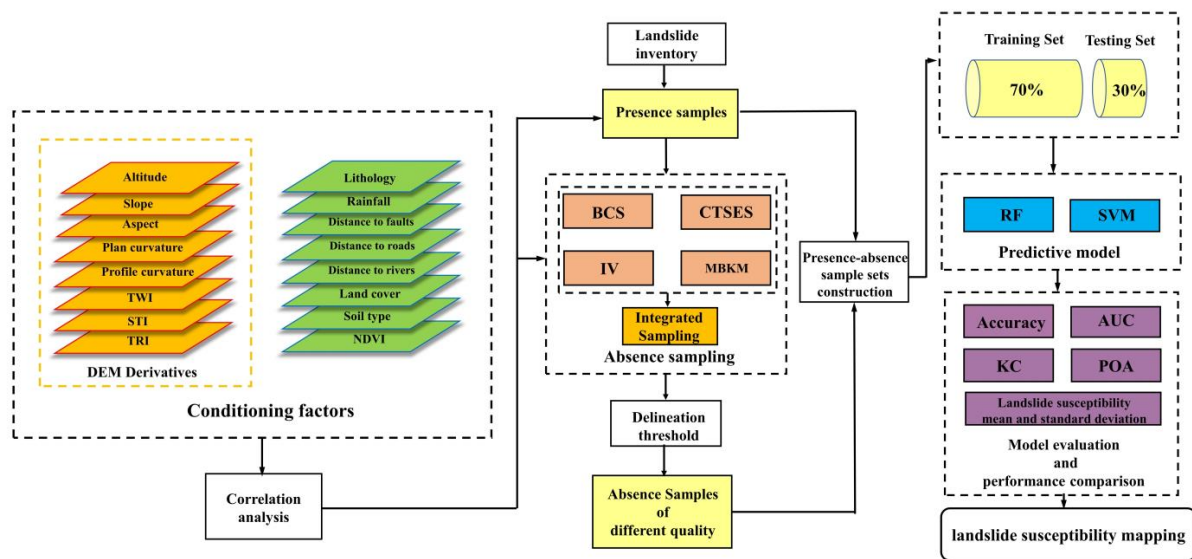 Altitude
Slope
Aspect
Plan curvature
Profile curvature
TWI
STI
TRI
DEM Derivatives
Lithology
Rainfall
Distance to faults
Distance to roads
Distance to rivers
Land cover
Soil type
NDVI
Conditioning factors
Correlation
analysis
Landslide
inventory
Presence samples
BCS
CTSES
IV
MBKM
Integrated
Sampling
Absence sampling
Delineation
threshold
Absence Samples
of
different quality
Presence-absence
sample sets
construction
Training Set
Testing Set
70%
30%
RF
SVM
Predictive model
Accuracy
AUC
KC
POA
Landslide susceptibility
mean and standard deviation
Model evaluation
and
performance comparison
landslide susceptibility mapping